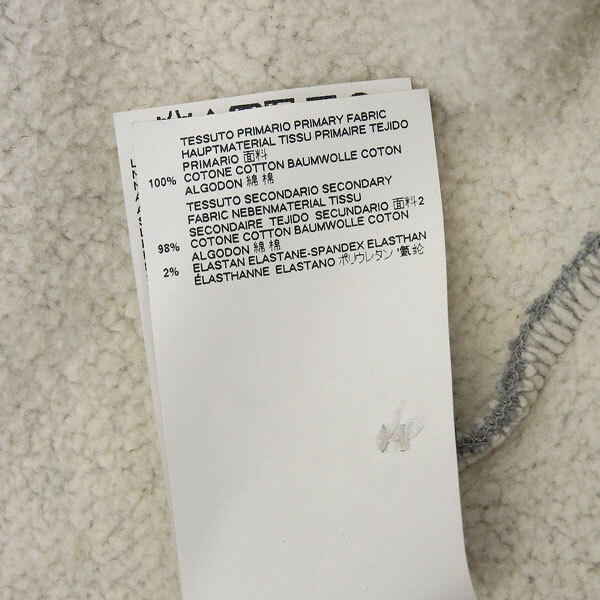 TESSUTO PRIMARIO PRIMARY FABRIC
HAUPTMATERIAL TISSU PRIMAIRE TEJIDO
PRIMARIO 面料
100% COTONE COTTON BAUMWOLLE COTON
ALGODON 綿 棉
TESSUTO SECONDARIO SECONDARY
FABRIC NEBENMATERIAL TISSU
SECONDAIRE TEJIDO SECUNDARIO 面料2
98% COTONE COTTON BAUMWOLLE COTON
ALGODON 綿 棉
2% ELASTAN ELASTANE-SPANDEX ELASTHAN
ÉLASTHANNE ELASTANO ポリウレタン 氨纶